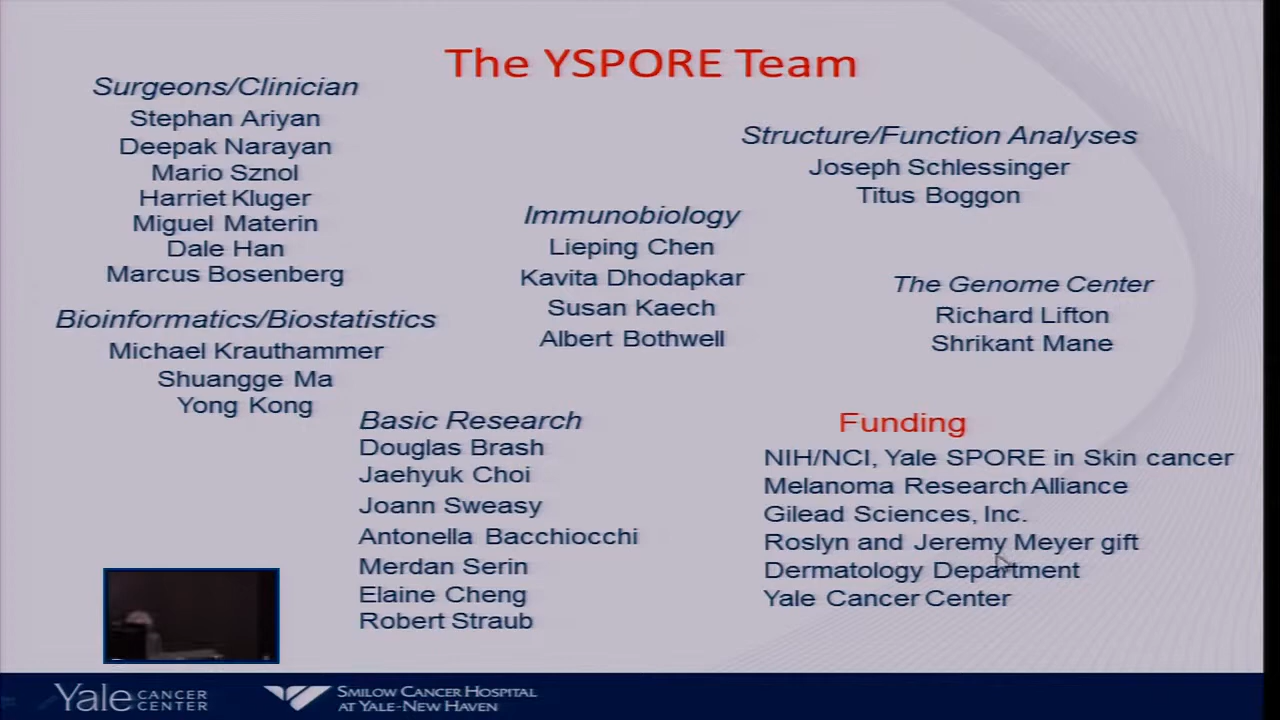 The YSPORE Team
Surgeons/Clinician
Stephan Ariyan
Deepak Narayan
Mario Sznol
Harriet Kluger
Miguel Materin
Dale Han
Marcus Bosenberg
Bioinformatics/Biostatistics
Michael Krauthammer
Shuangge Ma
Yong Kong
Immunobiology
Lieping Chen
Kavita Dhodapkar
Susan Kaech
Albert Bothwell
Structure/Function Analyses
Joseph Schlessinger
Titus Boggon
The Genome Center
Richard Lifton
Shrikant Mane
Basic Research
Douglas Brash
Jaehyuk Choi
Joann Sweasy
Antonella Bacchiocchi
Merdan Serin
Elaine Cheng
Robert Straub
Funding
NIH/NCI, Yale SPORE in Skin cancer
Melanoma Research Alliance
Gilead Sciences, Inc.
Roslyn and Jeremy Meyer gift
Dermatology Department
Yale Cancer Center
Yale CANCER
CENTER
SMILOW CANCER HOSPITAL
AT YALE-NEW HAVEN